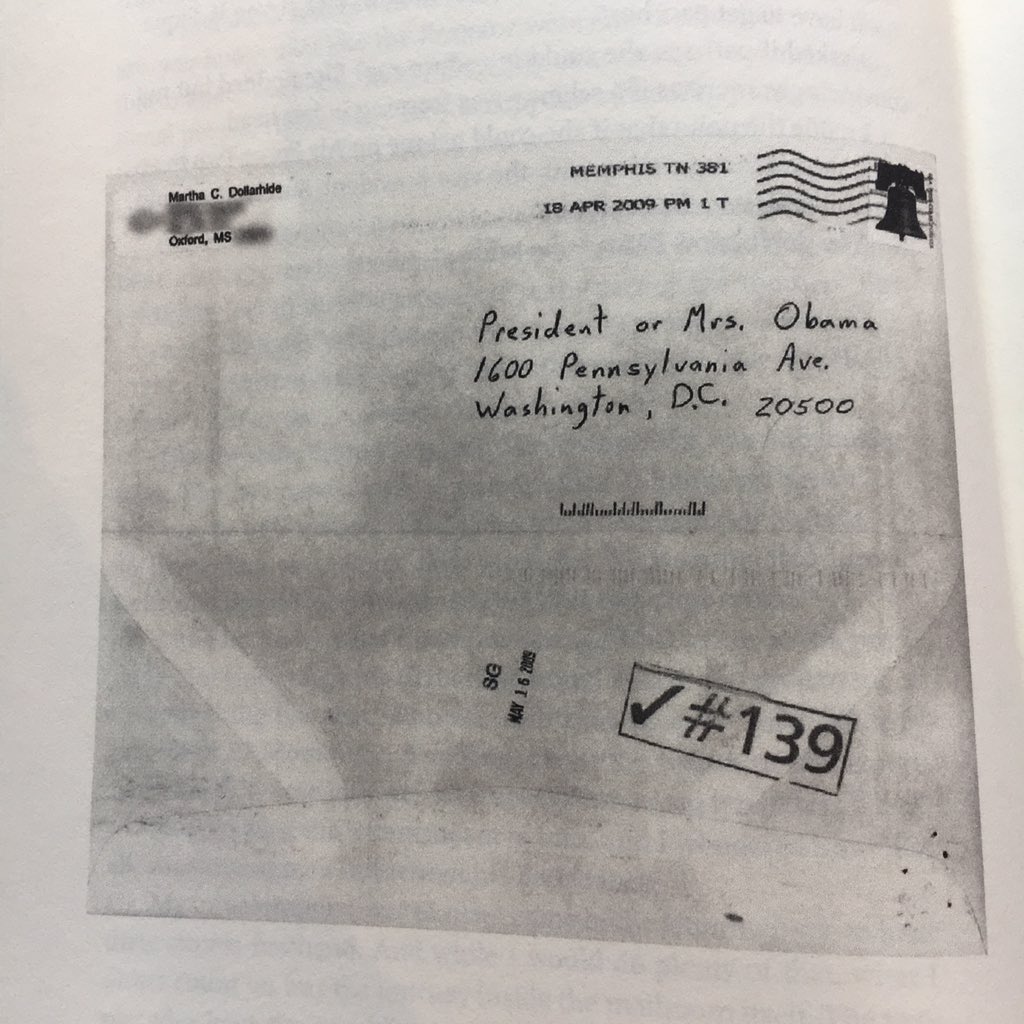 Martha C. Dollarhide
Oxford, MS
MEMPHIS TN 381
18 APR 2009 PM 1 T
President or Mrs. Obama
1600 Pennsylvania Ave.
Washington, D.C. 20500
SG
MAY 16 2009
✓#139